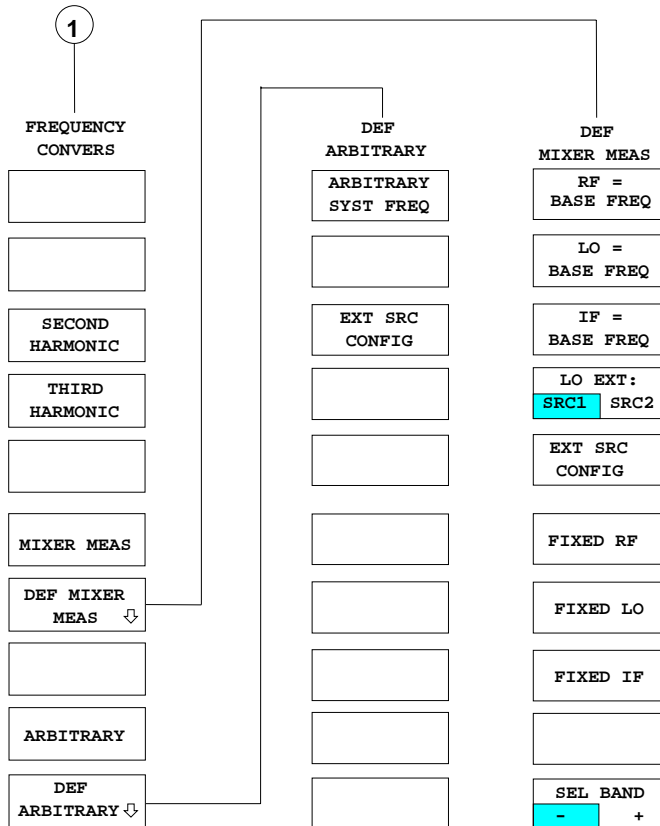 1
FREQUENCY
CONVERS
SECOND
HARMONIC
THIRD
HARMONIC
MIXER MEAS
DEF MIXER
MEAS ⇩
ARBITRARY
DEF
ARBITRARY ⇩
DEF
ARBITRARY
ARBITRARY
SYST FREQ
EXT SRC
CONFIG
DEF
MIXER MEAS
RF =
BASE FREQ
LO =
BASE FREQ
IF =
BASE FREQ
LO EXT:
SRC1 SRC2
EXT SRC
CONFIG
FIXED RF
FIXED LO
FIXED IF
SEL BAND
- +